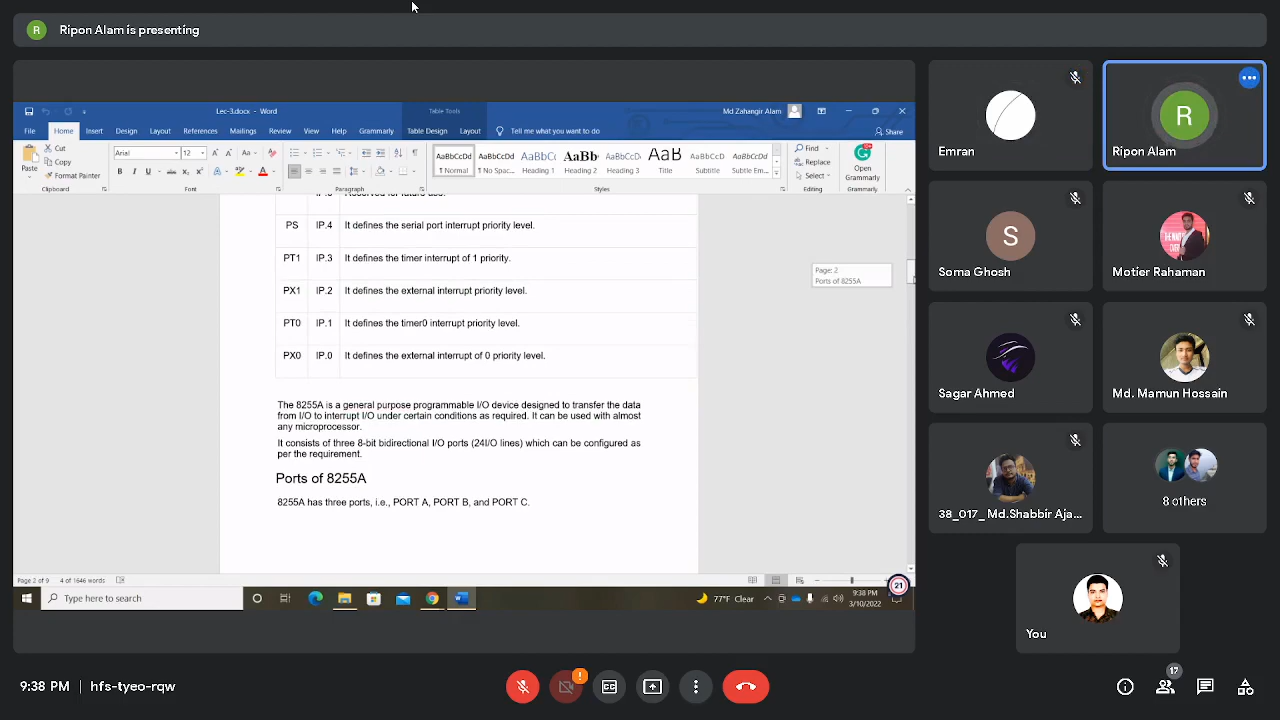 R
Ripon Alam is presenting
Lec-3.docx - Word
Table Tools
Md Zahangir Alam
File
Home
Insert
Design
Layout
References
Mailings
Review
View
Help
Grammarly
Table Design
Layout
Tell me what you want to do
Share
Paste
Cut
Copy
Format Painter
Clipboard
Arial
12
Font
Paragraph
AaBbCcDd
¶ Normal
AaBbCcDd
¶ No Spac...
AaBbC
Heading 1
AaBb
Heading 2
AaBbCcD
Heading 3
AaB
Title
AaBbCcD
Subtitle
AaBbCcDd
Subtle Em...
Styles
Find
Replace
Select
Editing
Open
Grammarly
Grammarly
PS IP.4 It defines the serial port interrupt priority level.
PT1 IP.3 It defines the timer interrupt of 1 priority.
PX1 IP.2 It defines the external interrupt priority level.
PT0 IP.1 It defines the timer0 interrupt priority level.
PX0 IP.0 It defines the external interrupt of 0 priority level.
Page: 2
Ports of 8255A
The 8255A is a general purpose programmable I/O device designed to transfer the data
from I/O to interrupt I/O under certain conditions as required. It can be used with almost
any microprocessor.
It consists of three 8-bit bidirectional I/O ports (24I/O lines) which can be configured as
per the requirement.
Ports of 8255A
8255A has three ports, i.e., PORT A, PORT B, and PORT C.
Page 2 of 9
4 of 1646 words
21
Type here to search
77°F Clear
9:38 PM
3/10/2022
Emran
R
Ripon Alam
S
Soma Ghosh
Motier Rahaman
Sagar Ahmed
Md. Mamun Hossain
38_017_ Md.Shabbir Aja...
8 others
You
9:38 PM
hfs-tyeo-rqw
17